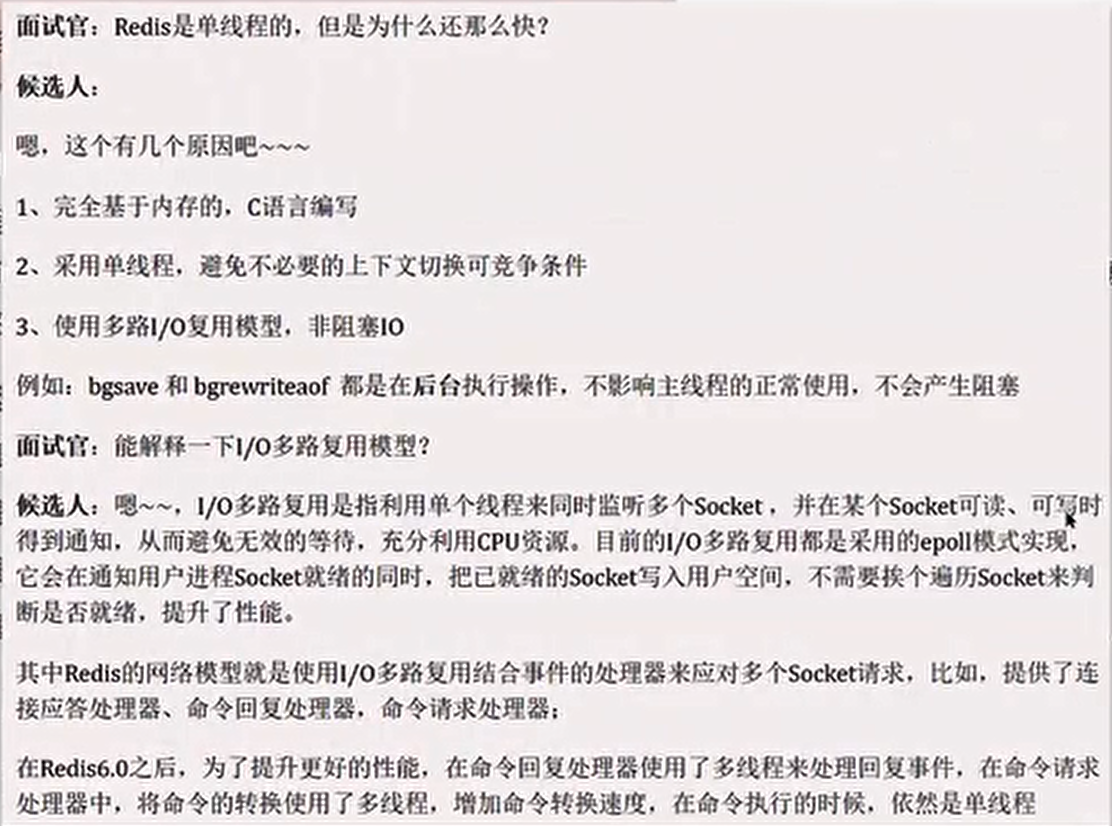 面试官：Redis是单线程的，但是为什么还那么快？
候选人：
嗯，这个有几个原因吧~~~
1、完全基于内存的，C语言编写
2、采用单线程，避免不必要的上下文切换可竞争条件
3、使用多路I/O复用模型，非阻塞IO
例如：bgsave 和 bgrewriteaof 都是在后台执行操作，不影响主线程的正常使用，不会产生阻塞
面试官：能解释一下I/O多路复用模型？
候选人：嗯~~，I/O多路复用是指利用单个线程来同时监听多个Socket ，并在某个Socket可读、可写时
得到通知，从而避免无效的等待，充分利用CPU资源。目前的I/O多路复用都是采用的epoll模式实现，
它会在通知用户进程Socket就绪的同时，把已就绪的Socket写入用户空间，不需要挨个遍历Socket来判
断是否就绪，提升了性能。
其中Redis的网络模型就是使用I/O多路复用结合事件的处理器来应对多个Socket请求，比如，提供了连
接应答处理器、命令回复处理器，命令请求处理器；
在Redis6.0之后，为了提升更好的性能，在命令回复处理器使用了多线程来处理回复事件，在命令请求
处理器中，将命令的转换使用了多线程，增加命令转换速度，在命令执行的时候，依然是单线程